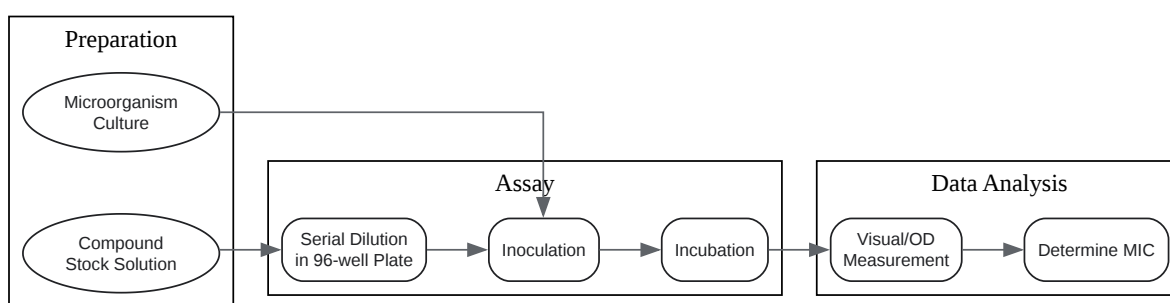 Preparation
Microorganism
Culture
Compound
Stock Solution
Assay
Serial Dilution
in 96-well Plate
Inoculation
Incubation
Data Analysis
Visual/OD
Measurement
Determine MIC